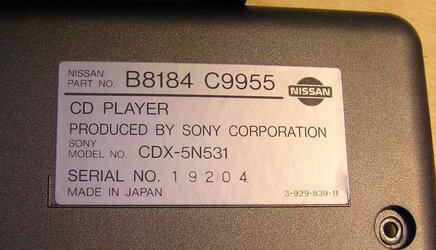 NISSAN
PART NO. B8184 C9955
NISSAN
CD PLAYER
PRODUCED BY SONY CORPORATION
SONY
MODEL NO. CDX-5N531
SERIAL NO. 19204
MADE IN JAPAN 3-929-839-11